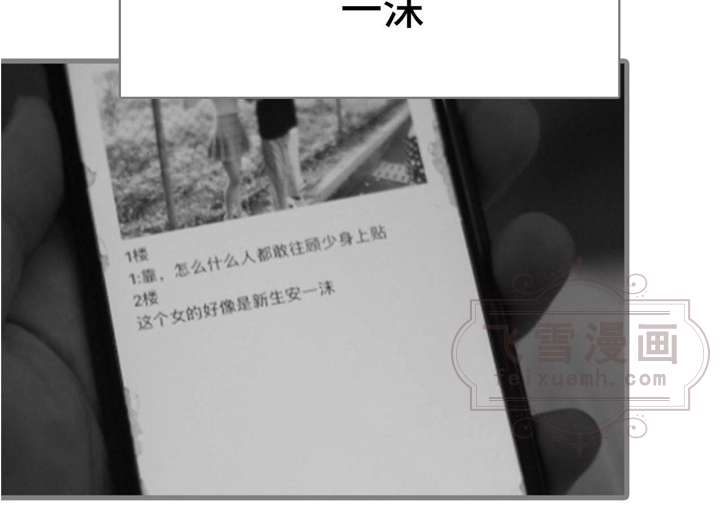 一沫
1楼
1:靠，怎么什么人都敢往顾少身上贴
2楼
这个女的好像是新生安一沫
飞雪漫画
feixuemh.com